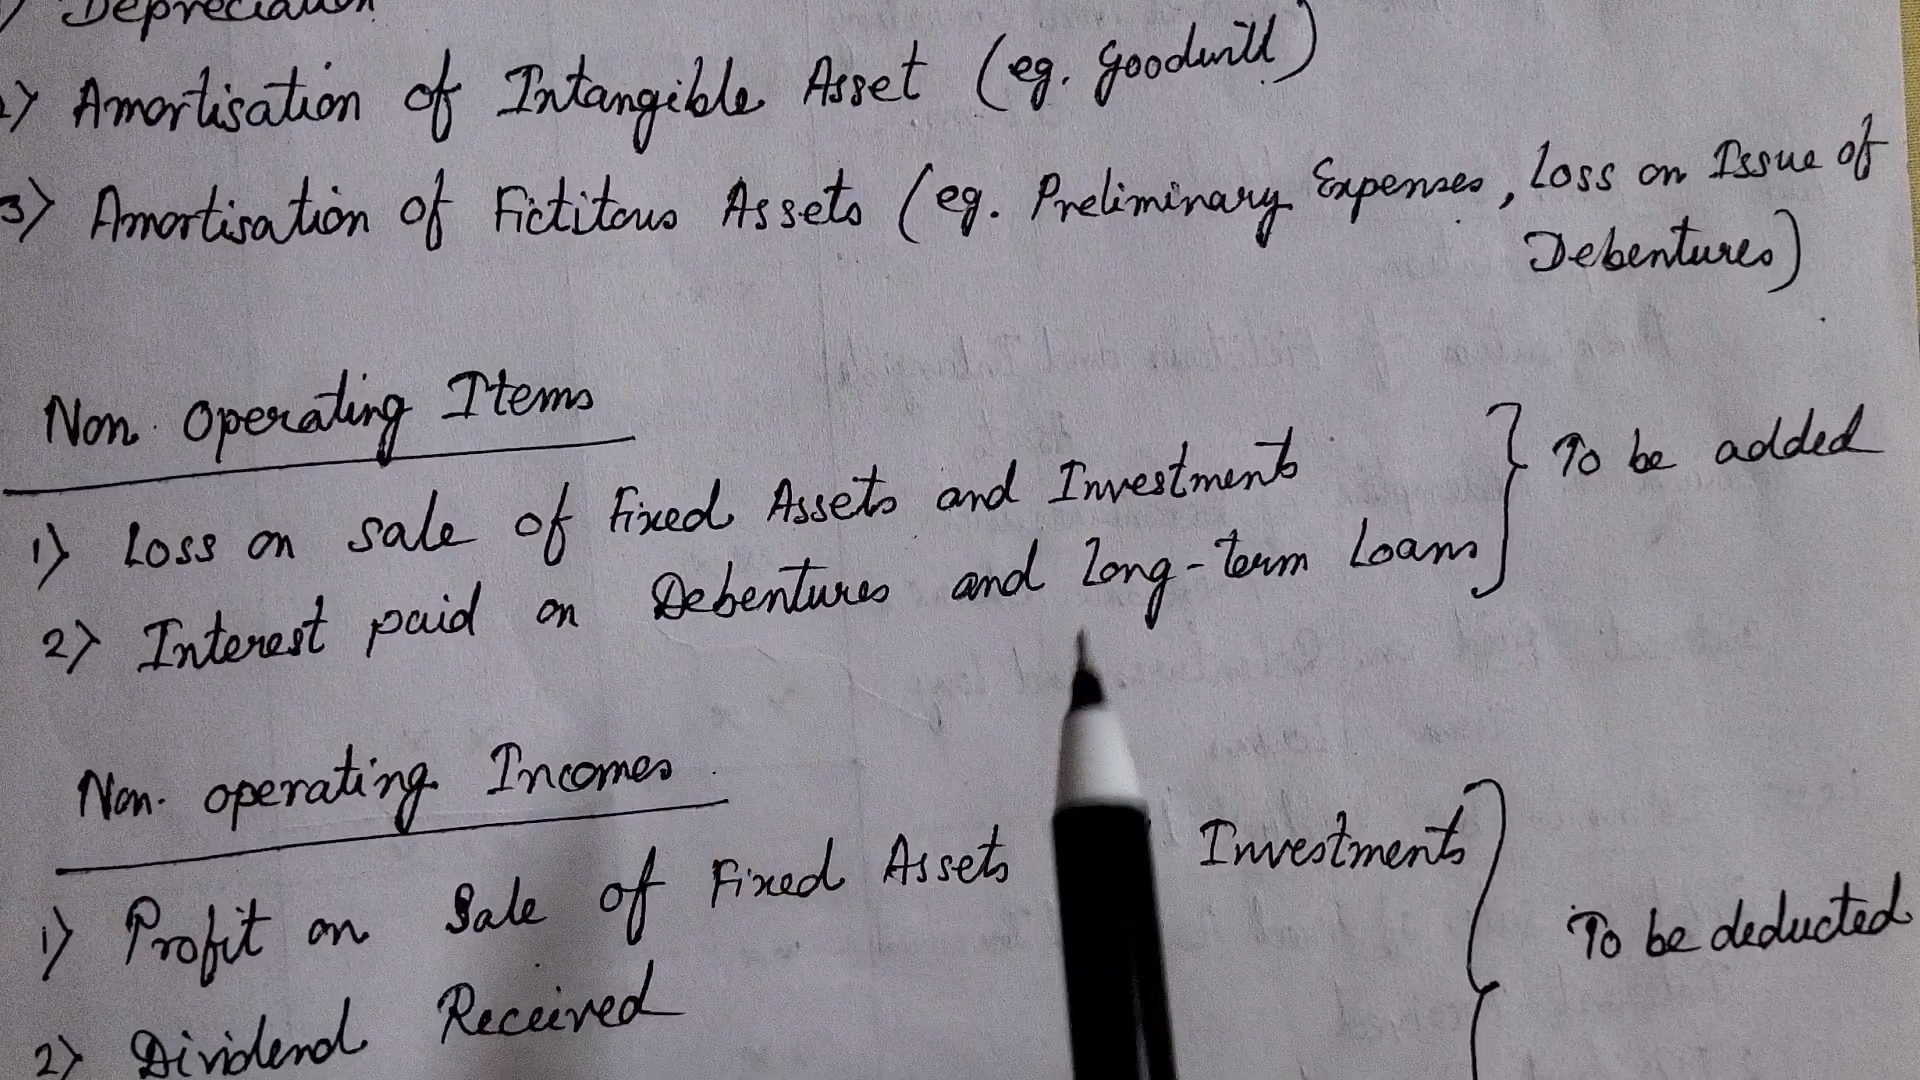 Depreciation
2) Amortisation of Intangible Asset (eg. Goodwill)
3) Amortisation of Fictitous Assets (eg. Preliminary Expenses, Loss on Issue of
Debentures)
Non Operating Items
1) Loss on sale of Fixed Assets and Investments
2) Interest paid on Debentures and Long-term Loans
} To be added
Non. operating Incomes
1) Profit on Sale of Fixed Assets Investments
2) Dividend Received
} To be deducted